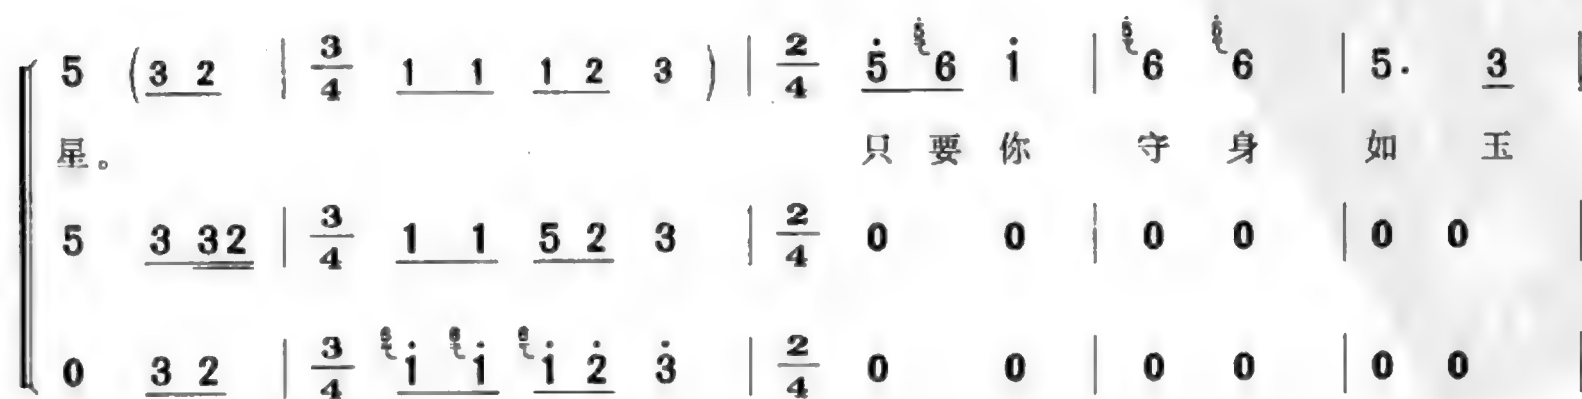 5 (3 2 | 3/4 1 1 1 2 3 ) | 2/4 5̇ 6 i̇ | 6 6 | 5. 3 |
星。 只 要 你 守 身 如 玉
5 3 32 | 3/4 1 1 5 2 3 | 2/4 0 0 | 0 0 | 0 0 |
0 3 2 | 3/4 1̇ 1̇ 1̇ 2̇ 3̇ | 2/4 0 0 | 0 0 | 0 0 |